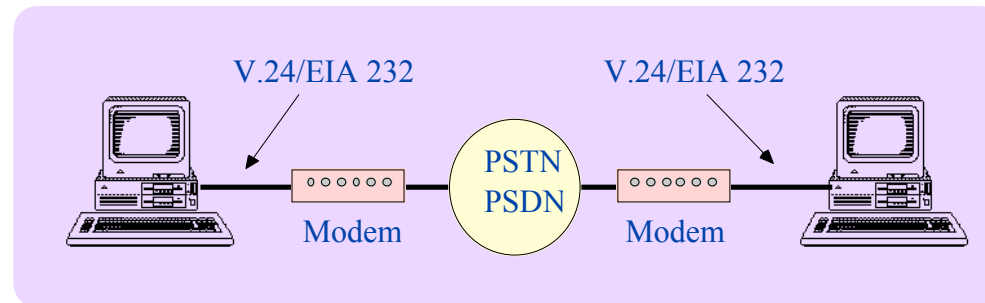 V.24/EIA 232
V.24/EIA 232
PSTN
PSDN
Modem
Modem